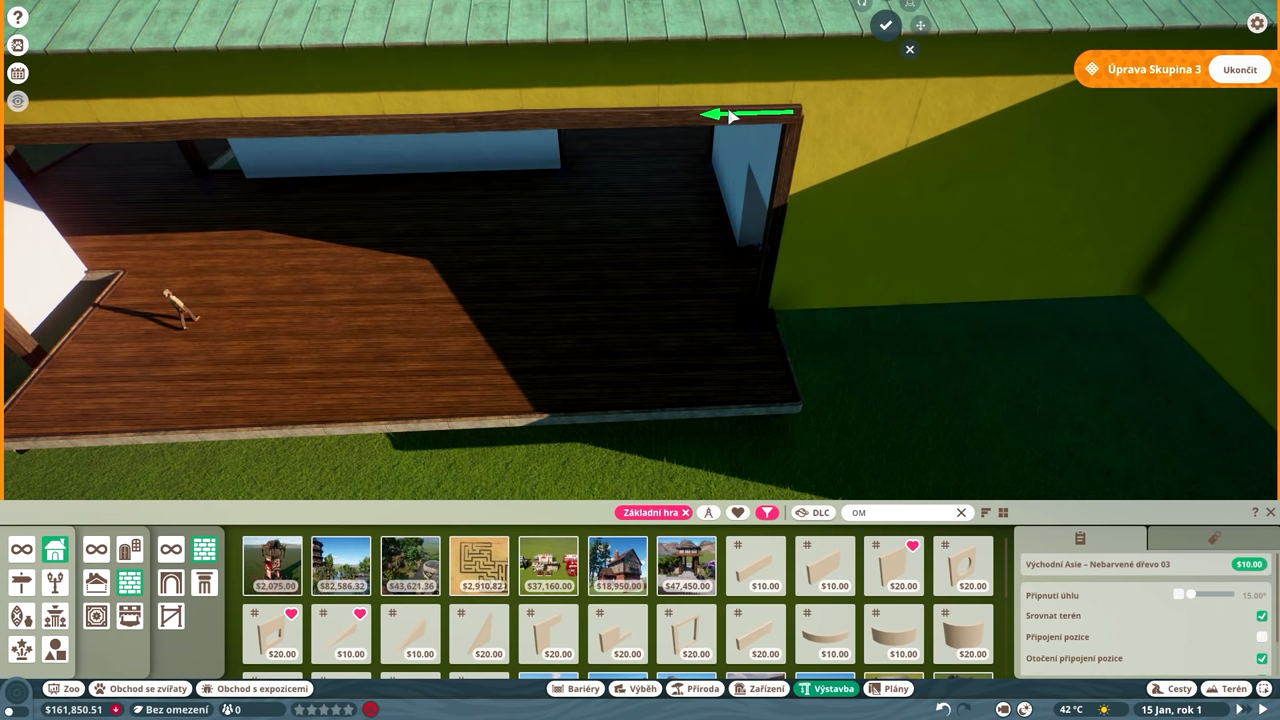 Úprava Skupina 3
Ukončit
Základní hra
DLC
OM
$2,075.00
$82,586.32
$43,621.36
$2,910.82
$37,160.00
$18,950.00
$47,450.00
$10.00
$10.00
$20.00
$20.00
$20.00
$10.00
$10.00
$20.00
$20.00
$20.00
$20.00
$10.00
$10.00
$20.00
$20.00
Východní Asie – Nebarvené dřevo 03
$10.00
Připnutí úhlu
15.00°
Srovnat terén
Připojení pozice
Otočení připojení pozice
Zoo
Obchod se zvířaty
Obchod s expozicemi
Bariéry
Výběh
Příroda
Zařízení
Výstavba
Plány
Cesty
Terén
$161,850.51
Bez omezení
0
42 °C
15 Jan, rok 1